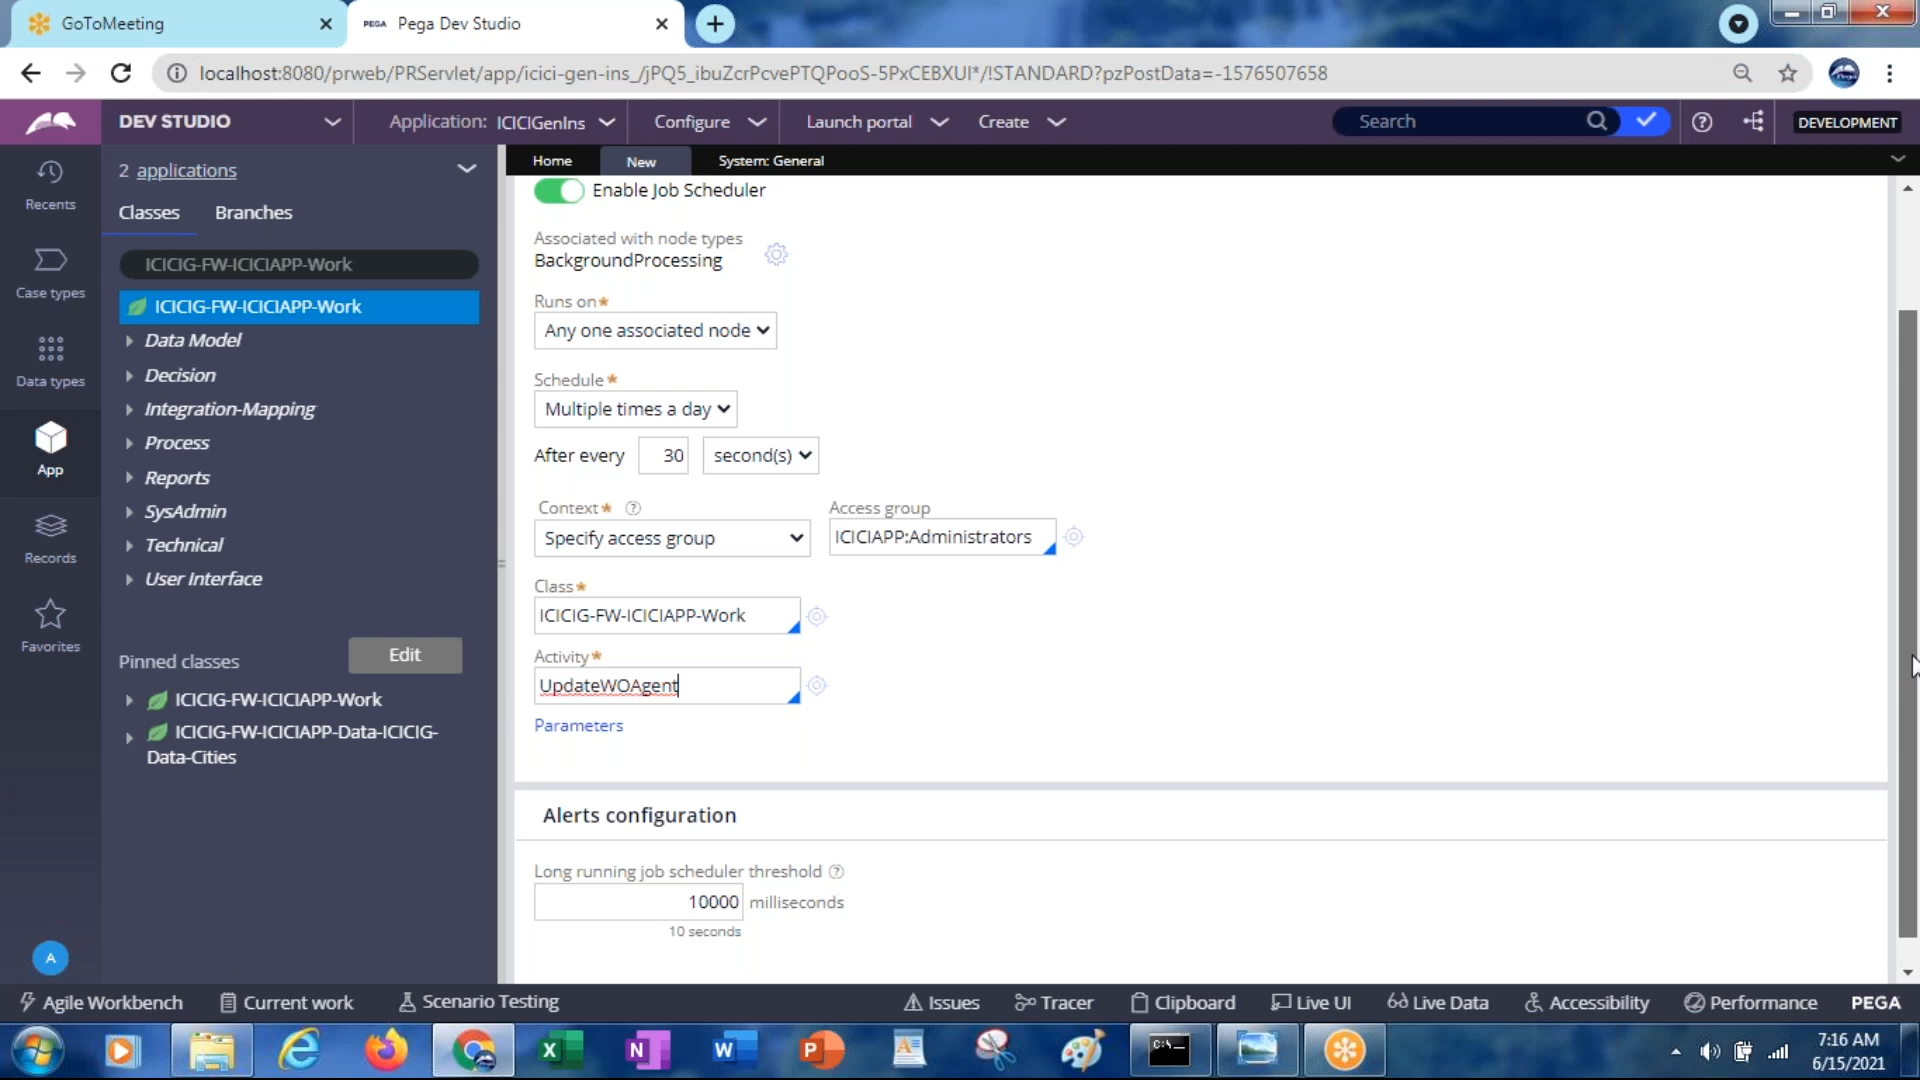 GoToMeeting
PEGA Pega Dev Studio
localhost:8080/prweb/PRServlet/app/icici-gen-ins_/jPQ5_ibuZcrPcvePTQPooS-5PxCEBXUI*/!STANDARD?pzPostData=-1576507658
DEV STUDIO
Application: ICICIGenIns
Configure
Launch portal
Create
Search
DEVELOPMENT
Recents
Case types
Data types
App
Records
Favorites
A
2 applications
Classes
Branches
ICICIG-FW-ICICIAPP-Work
ICICIG-FW-ICICIAPP-Work
Data Model
Decision
Integration-Mapping
Process
Reports
SysAdmin
Technical
User Interface
Pinned classes
Edit
ICICIG-FW-ICICIAPP-Work
ICICIG-FW-ICICIAPP-Data-ICICIG-
Data-Cities
Home
New
System: General
Enable Job Scheduler
Associated with node types
BackgroundProcessing
Runs on*
Any one associated node
Schedule*
Multiple times a day
After every 30 second(s)
Context*
Access group
Specify access group
ICICIAPP:Administrators
Class*
ICICIG-FW-ICICIAPP-Work
Activity*
UpdateWOAgent
Parameters
Alerts configuration
Long running job scheduler threshold
10000 milliseconds
10 seconds
Agile Workbench
Current work
Scenario Testing
Issues
Tracer
Clipboard
Live UI
Live Data
Accessibility
Performance
PEGA
7:16 AM
6/15/2021